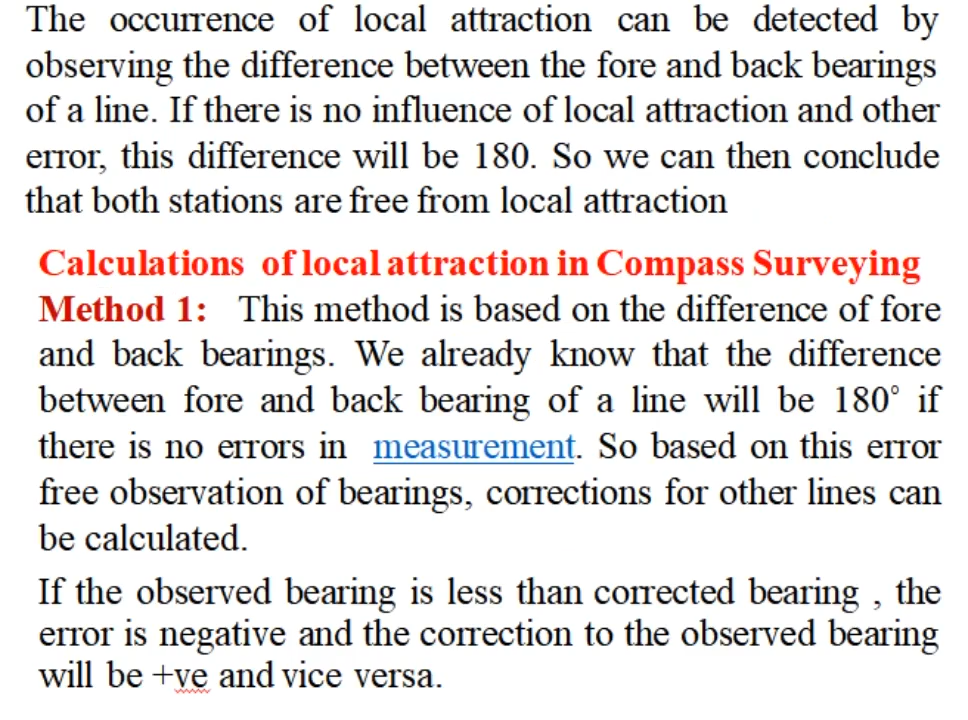 The occurrence of local attraction can be detected by
observing the difference between the fore and back bearings
of a line. If there is no influence of local attraction and other
error, this difference will be 180. So we can then conclude
that both stations are free from local attraction
Calculations of local attraction in Compass Surveying
Method 1: This method is based on the difference of fore
and back bearings. We already know that the difference
between fore and back bearing of a line will be 180° if
there is no errors in measurement. So based on this error
free observation of bearings, corrections for other lines can
be calculated.
If the observed bearing is less than corrected bearing , the
error is negative and the correction to the observed bearing
will be +ve and vice versa.